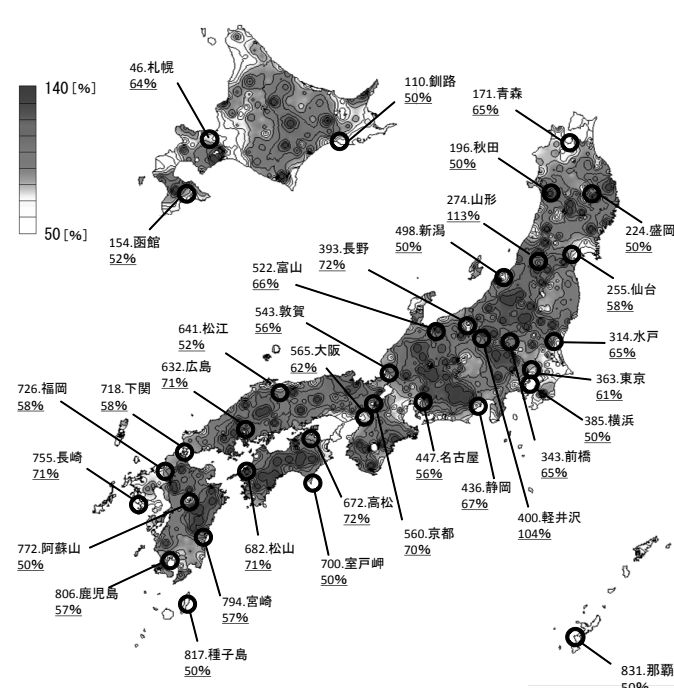 46.札幌
64%
140 [%]
110.釧路
50%
171.青森
65%
196.秋田
50%
274.山形
113%
50 [%]
154.函館
52%
498.新潟
50%
393.長野
72%
224.盛岡
50%
522.富山
66%
255.仙台
58%
543.敦賀
56%
641.松江
52%
565.大阪
62%
314.水戸
65%
632.広島
71%
363.東京
61%
726.福岡
58%
718.下関
58%
385.横浜
50%
755.長崎
71%
447.名古屋
56%
343.前橋
65%
436.静岡
67%
672.高松
72%
400.軽井沢
104%
560.京都
70%
772.阿蘇山
50%
682.松山
71%
700.室戸岬
50%
806.鹿児島
57%
794.宮崎
57%
817.種子島
50%
831.那覇
50%